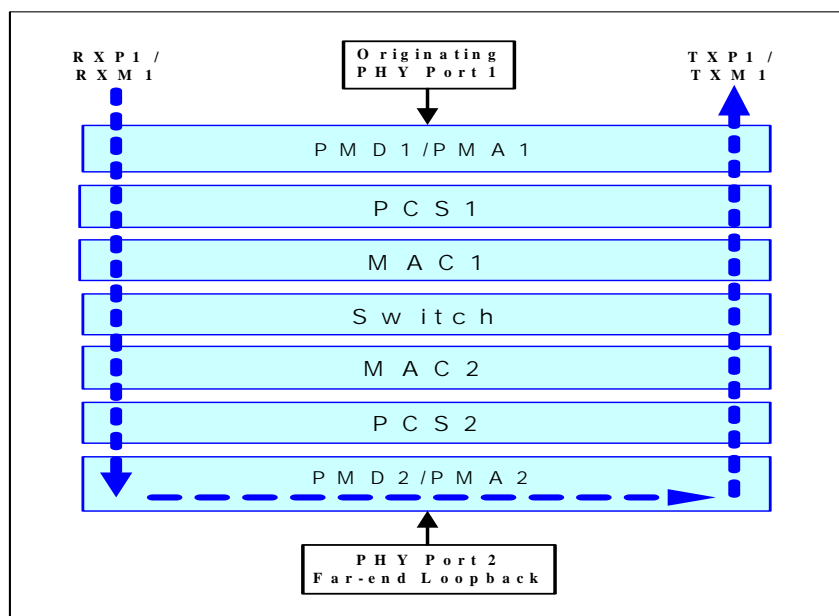 RXP1 /
RXM1
Originating
PHY Port 1
TXP1/
TXM1
PMD1/PMA1
PCS1
MAC1
Switch
MAC2
PCS2
PMD2/PMA2
PHY Port 2
Far-end Loopback